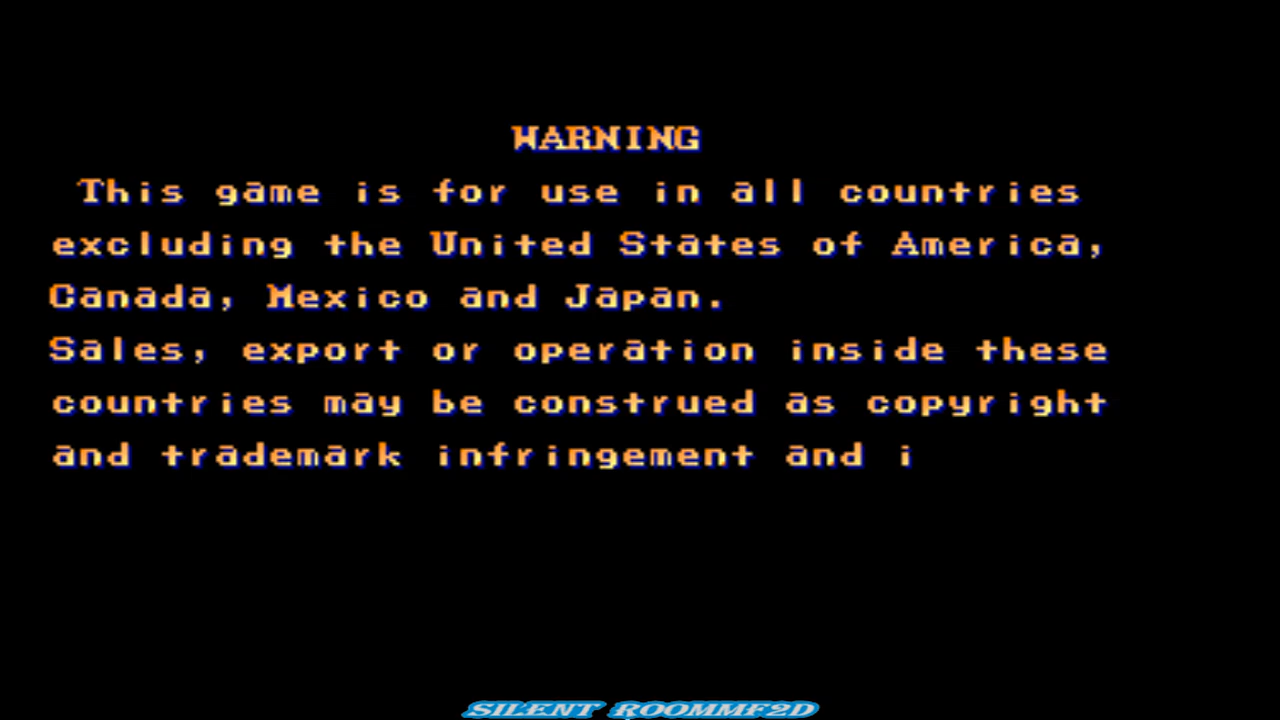 WARNING
This game is for use in all countries
excluding the United States of America,
Canada, Mexico and Japan.
Sales, export or operation inside these
countries may be construed as copyright
and trademark infringement and i
SILENT ROOMMF2D